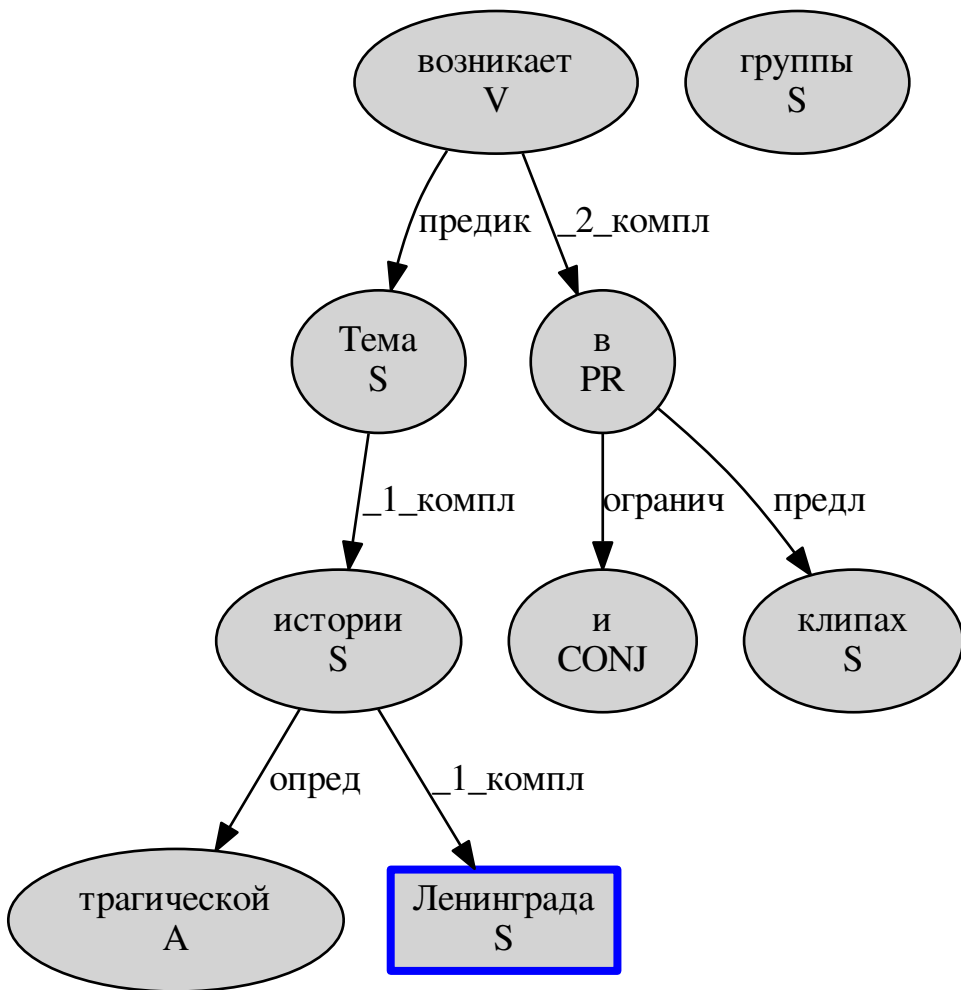 возникает
V
группы
S
предик
_2_компл
Тема
S
в
PR
_1_компл
огранич
предл
истории
S
и
CONJ
клипах
S
опред
_1_компл
трагической
A
Ленинграда
S